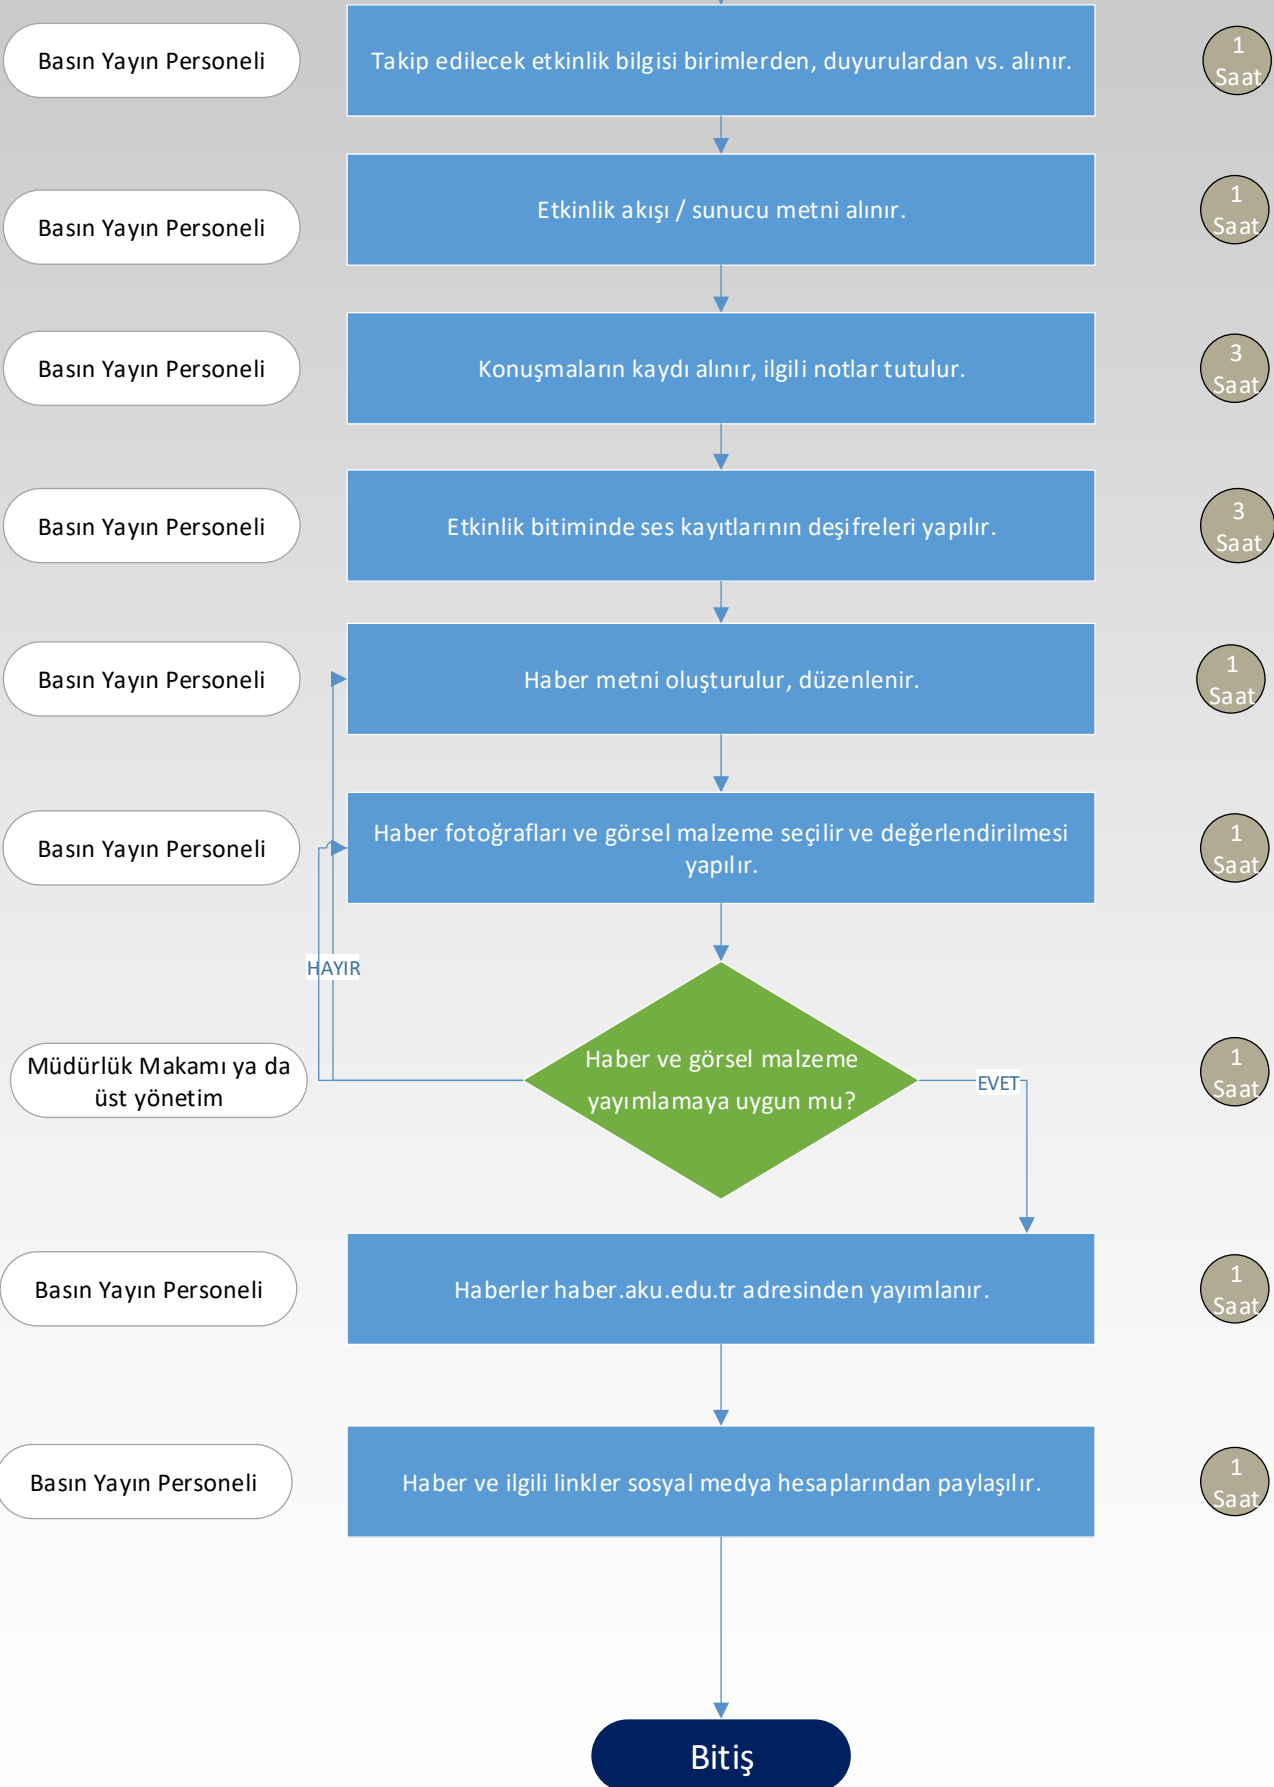 Basın Yayın Personeli
Takip edilecek etkinlik bilgisi birimlerden, duyurulardan vs. alınır.
1
Saat
Basın Yayın Personeli
Etkinlik akışı / sunucu metni alınır.
1
Saat
Basın Yayın Personeli
Konuşmaların kaydı alınır, ilgili notlar tutulur.
3
Saat
Basın Yayın Personeli
Etkinlik bitiminde ses kayıtlarının deşifreleri yapılır.
3
Saat
Basın Yayın Personeli
Haber metni oluşturulur, düzenlenir.
1
Saat
Basın Yayın Personeli
Haber fotoğrafları ve görsel malzeme seçilir ve değerlendirilmesi
yapılır.
1
Saat
HAYIR
Müdürlük Makamı ya da
üst yönetim
Haber ve görsel malzeme
yayımlamaya uygun mu?
EVET
1
Saat
Basın Yayın Personeli
Haberler haber.aku.edu.tr adresinden yayımlanır.
1
Saat
Basın Yayın Personeli
Haber ve ilgili linkler sosyal medya hesaplarından paylaşılır.
1
Saat
Bitiş